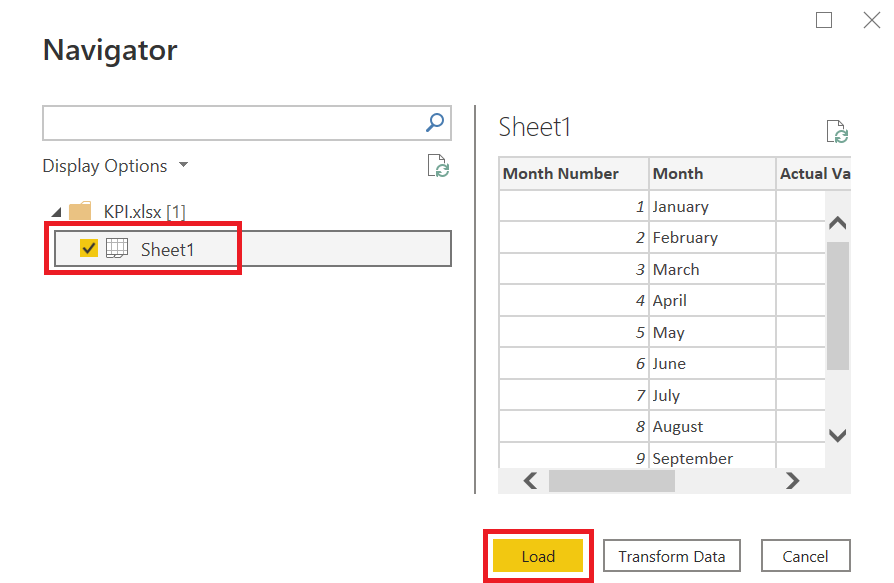 Navigator
Display Options
KPI.xlsx [1]
Sheet1
Sheet1
Month Number Month Actual Va
1 January
2 February
3 March
4 April
5 May
6 June
7 July
8 August
9 September
Load Transform Data Cancel